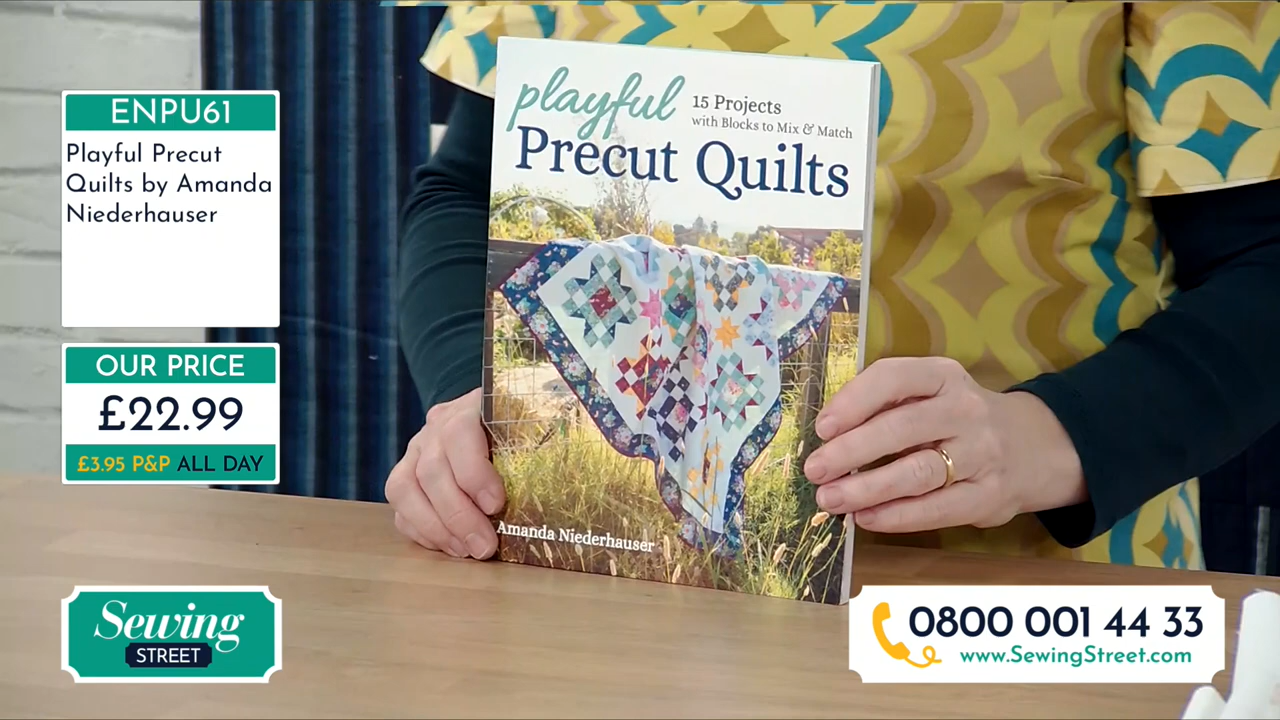 ENPU61
Playful Precut
Quilts by Amanda
Niederhauser
OUR PRICE
£22.99
£3.95 P&P ALL DAY
playful
15 Projects
with Blocks to Mix & Match
Precut Quilts
Amanda Niederhauser
Sewing
STREET
0800 001 44 33
www.SewingStreet.com